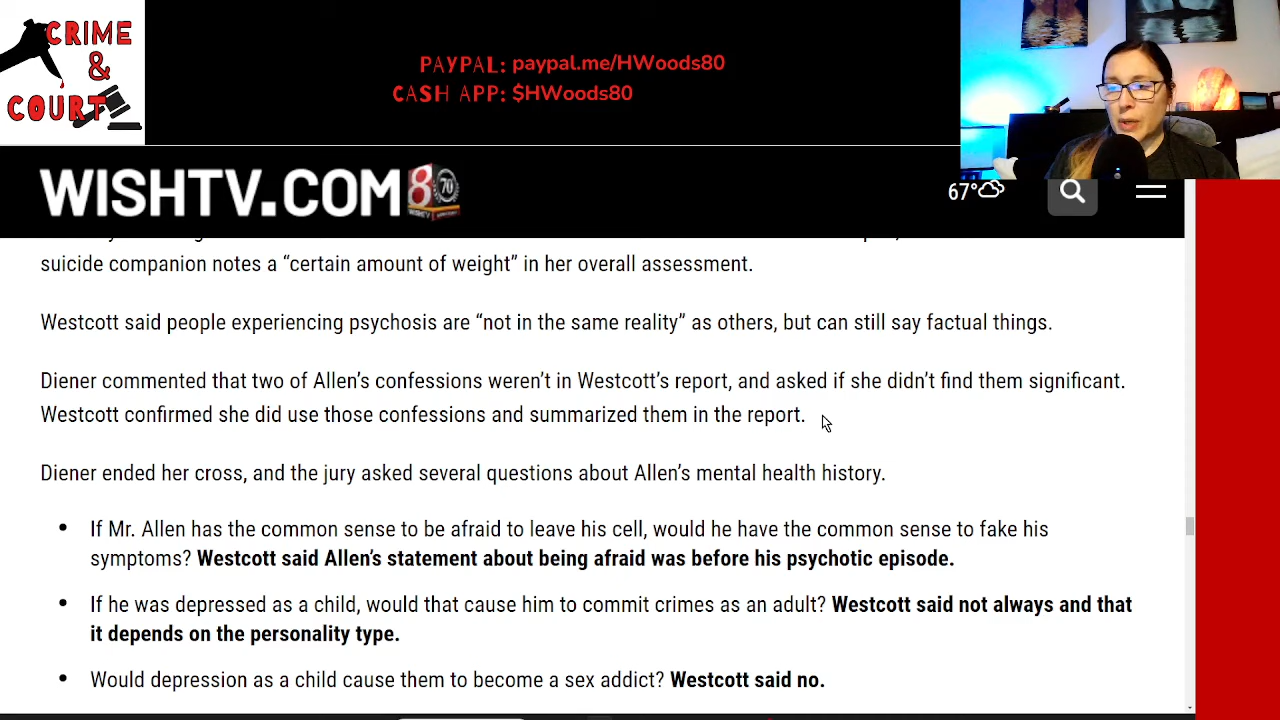 CRIME
&
COURT
PAYPAL: paypal.me/HWoods80
CASH APP: $HWoods80
WISHTV.COM 8 70
67°
suicide companion notes a “certain amount of weight” in her overall assessment.
Westcott said people experiencing psychosis are “not in the same reality” as others, but can still say factual things.
Diener commented that two of Allen’s confessions weren’t in Westcott’s report, and asked if she didn’t find them significant.
Westcott confirmed she did use those confessions and summarized them in the report.
Diener ended her cross, and the jury asked several questions about Allen’s mental health history.
• If Mr. Allen has the common sense to be afraid to leave his cell, would he have the common sense to fake his
symptoms? Westcott said Allen’s statement about being afraid was before his psychotic episode.
• If he was depressed as a child, would that cause him to commit crimes as an adult? Westcott said not always and that
it depends on the personality type.
• Would depression as a child cause them to become a sex addict? Westcott said no.